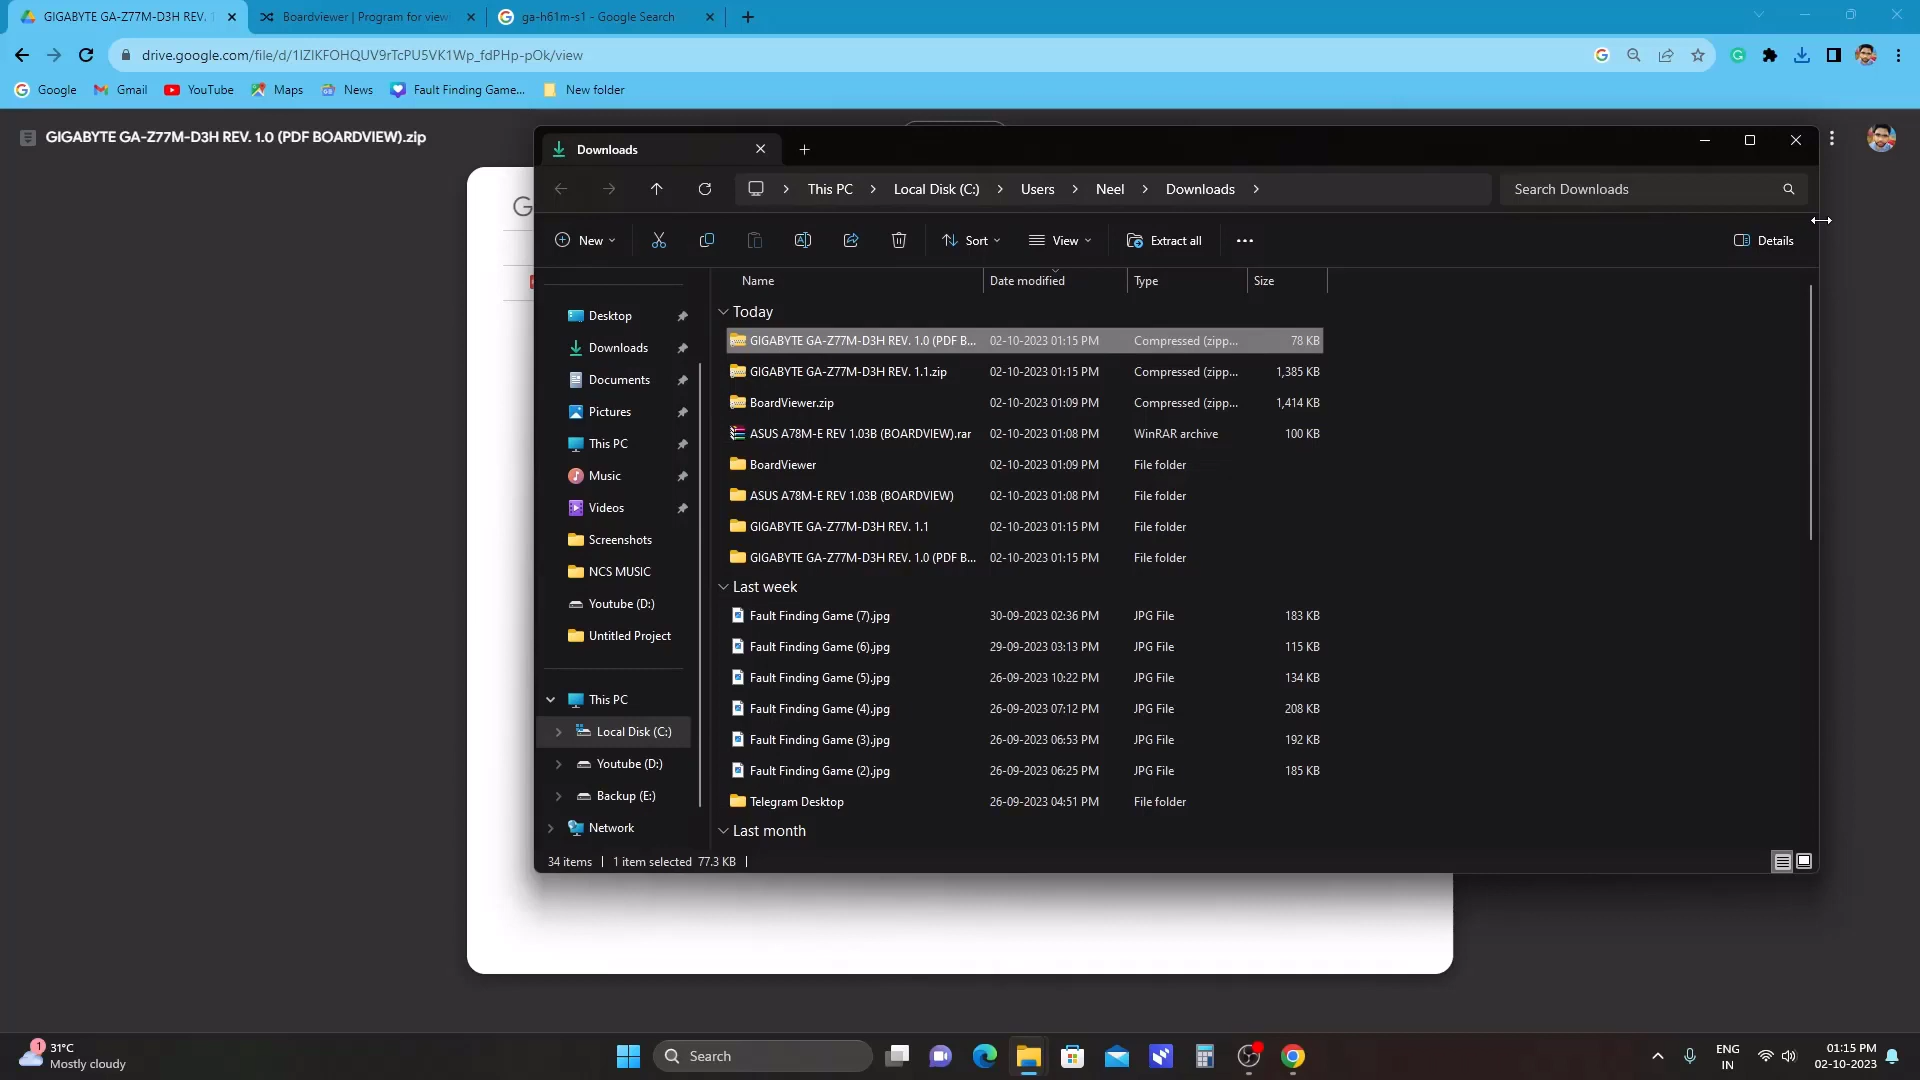 GIGABYTE GA-Z77M-D3H REV.
Boardviewer | Program for view
ga-h61m-s1 - Google Search
drive.google.com/file/d/1IZlKFOHQUV9rTcPU5VK1Wp_fdPHp-pOk/view
Google
Gmail
YouTube
Maps
News
Fault Finding Game...
New folder
GIGABYTE GA-Z77M-D3H REV. 1.0 (PDF BOARDVIEW).zip
Downloads
This PC
Local Disk (C:)
Users
Neel
Downloads
Search Downloads
New
Sort
View
Extract all
Details
Name
Date modified
Type
Size
Desktop
Downloads
Documents
Pictures
This PC
Music
Videos
Screenshots
NCS MUSIC
Youtube (D:)
Untitled Project
This PC
Local Disk (C:)
Youtube (D:)
Backup (E:)
Network
Today
GIGABYTE GA-Z77M-D3H REV. 1.0 (PDF B... 02-10-2023 01:15 PM Compressed (zipp... 78 KB
GIGABYTE GA-Z77M-D3H REV. 1.1.zip 02-10-2023 01:15 PM Compressed (zipp... 1,385 KB
BoardViewer.zip 02-10-2023 01:09 PM Compressed (zipp... 1,414 KB
ASUS A78M-E REV 1.03B (BOARDVIEW).rar 02-10-2023 01:08 PM WinRAR archive 100 KB
BoardViewer 02-10-2023 01:09 PM File folder
ASUS A78M-E REV 1.03B (BOARDVIEW) 02-10-2023 01:08 PM File folder
GIGABYTE GA-Z77M-D3H REV. 1.1 02-10-2023 01:15 PM File folder
GIGABYTE GA-Z77M-D3H REV. 1.0 (PDF B... 02-10-2023 01:15 PM File folder
Last week
Fault Finding Game (7).jpg 30-09-2023 02:36 PM JPG File 183 KB
Fault Finding Game (6).jpg 29-09-2023 03:13 PM JPG File 115 KB
Fault Finding Game (5).jpg 26-09-2023 10:22 PM JPG File 134 KB
Fault Finding Game (4).jpg 26-09-2023 07:12 PM JPG File 208 KB
Fault Finding Game (3).jpg 26-09-2023 06:53 PM JPG File 192 KB
Fault Finding Game (2).jpg 26-09-2023 06:25 PM JPG File 185 KB
Telegram Desktop 26-09-2023 04:51 PM File folder
Last month
34 items | 1 item selected 77.3 KB |
1
31°C
Mostly cloudy
Search
ENG
IN
01:15 PM
02-10-2023